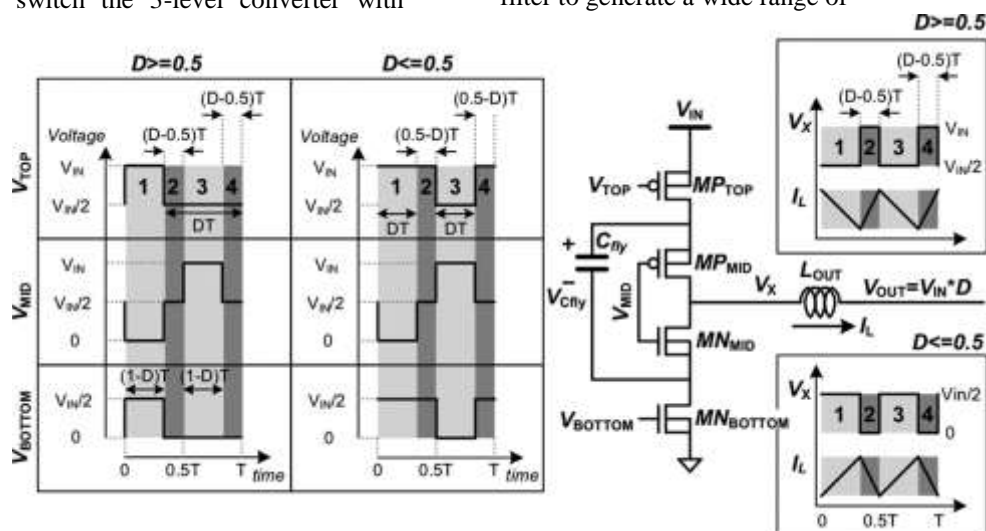 switch the 3-level converter with
filter to generate a wide range of
D>=0.5
D<=0.5
(D-0.5)T
(0.5-D)T
Voltage
(D-0.5)T
(0.5-D)T
V_TOP
V_IN
V_IN/2
1 2 3 4
DT
V_IN
V_IN/2
1 2 3 4
DT DT
V_MID
V_IN
V_IN/2
0
V_IN
V_IN/2
0
V_BOTTOM
(1-D)T (1-D)T
V_IN/2
0
V_IN/2
0
0 0.5T T time
0 0.5T T time
V_IN
V_TOP
MP_TOP
+
C_fly
−
V_Cfly
MP_MID
V_MID
V_X
L_OUT
V_OUT=V_IN*D
I_L
MN_MID
V_BOTTOM
MN_BOTTOM
D>=0.5
(D-0.5)T
(D-0.5)T
V_X
V_IN
1 2 3 4
V_IN/2
I_L
D<=0.5
V_X
Vin/2
1 2 3 4
0
I_L
0 0.5T T